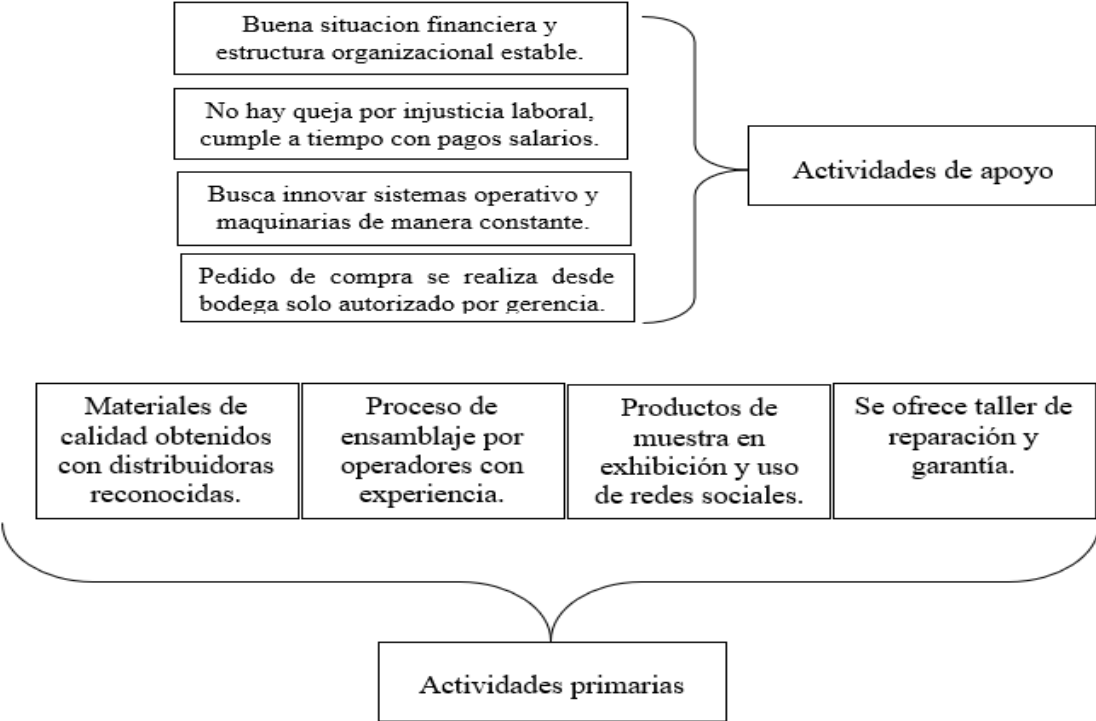 Buena situacion financiera y
estructura organizacional estable.
No hay queja por injusticia laboral,
cumple a tiempo con pagos salarios.
Busca innovar sistemas operativo y
maquinarias de manera constante.
Pedido de compra se realiza desde
bodega solo autorizado por gerencia.
Actividades de apoyo
Materiales de
calidad obtenidos
con distribuidoras
reconocidas.
Proceso de
ensamblaje por
operadores con
experiencia.
Productos de
muestra en
exhibición y uso
de redes sociales.
Se ofrece taller de
reparación y
garantía.
Actividades primarias